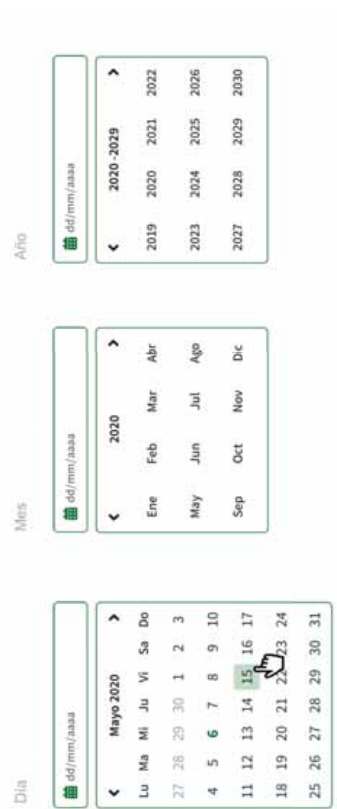 Día
dd/mm/aaaa
Mayo 2020
Lu Ma Mi Ju Vi Sa Do
27 28 29 30 1 2 3
4 5 6 7 8 9 10
11 12 13 14 15 16 17
18 19 20 21 22 23 24
25 26 27 28 29 30 31
Mes
dd/mm/aaaa
2020
Ene Feb Mar Abr
May Jun Jul Ago
Sep Oct Nov Dic
Año
dd/mm/aaaa
2020 -2029
2019 2020 2021 2022
2023 2024 2025 2026
2027 2028 2029 2030